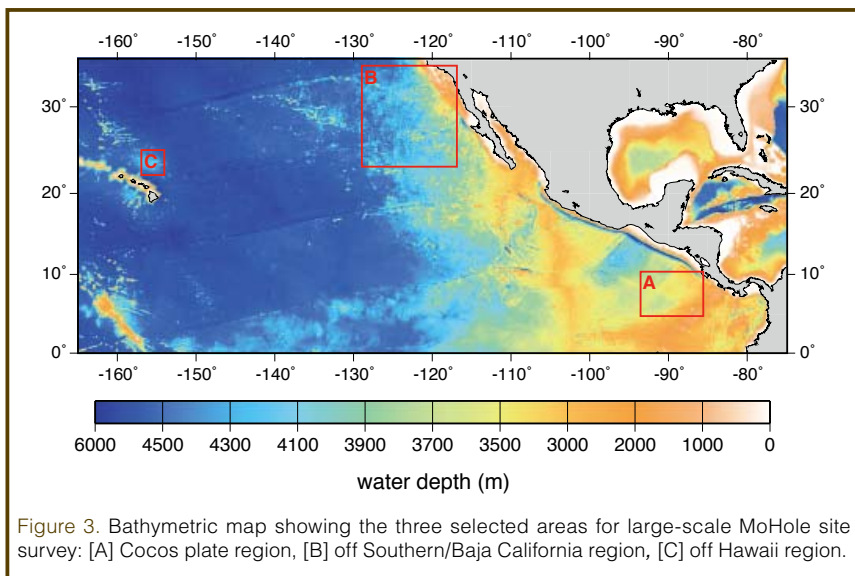 -160° -150° -140° -130° -120° -110° -100° -90° -80°
B
30° 30°
C
20° 20°
A
10° 10°
0° 0°
-160° -150° -140° -130° -120° -110° -100° -90° -80°
6000 4500 4300 4100 3900 3700 3500 3000 2000 1000 0
water depth (m)
Figure 3. Bathymetric map showing the three selected areas for large-scale MoHole site
survey: [A] Cocos plate region, [B] off Southern/Baja California region, [C] off Hawaii region.